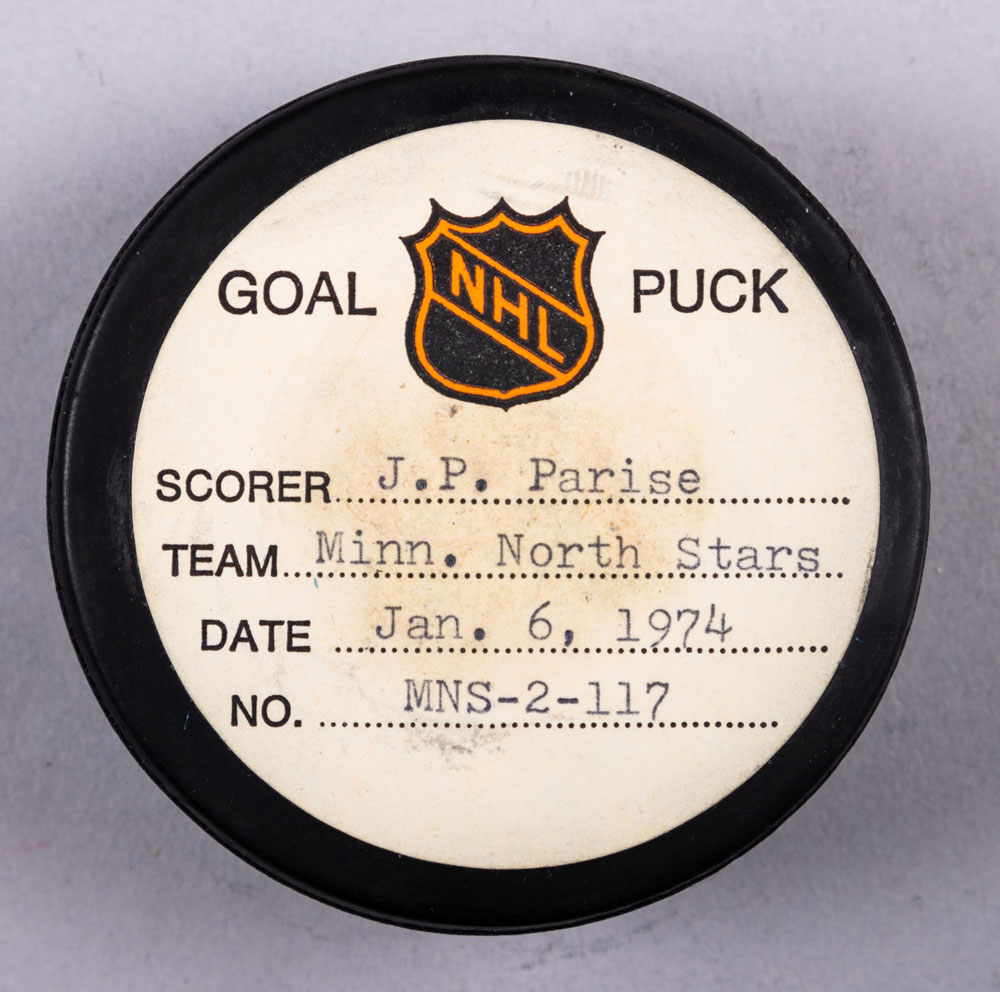 NHL
GOAL PUCK
SCORER J.P. Parise
TEAM Minn. North Stars
DATE Jan. 6, 1974
NO. MNS-2-117